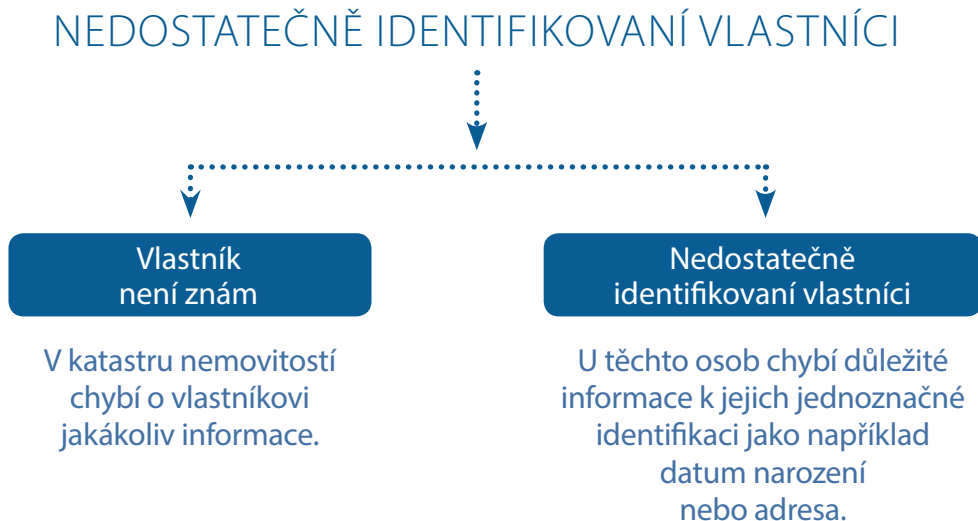 NEDOSTATEČNĚ IDENTIFIKOVANÍ VLASTNÍCI
Vlastník
není znám
V katastru nemovitostí
chybí o vlastníkovi
jakákoliv informace.
Nedostatečně
identifikovaní vlastníci
U těchto osob chybí důležité
informace k jejich jednoznačné
identifikaci jako například
datum narození
nebo adresa.